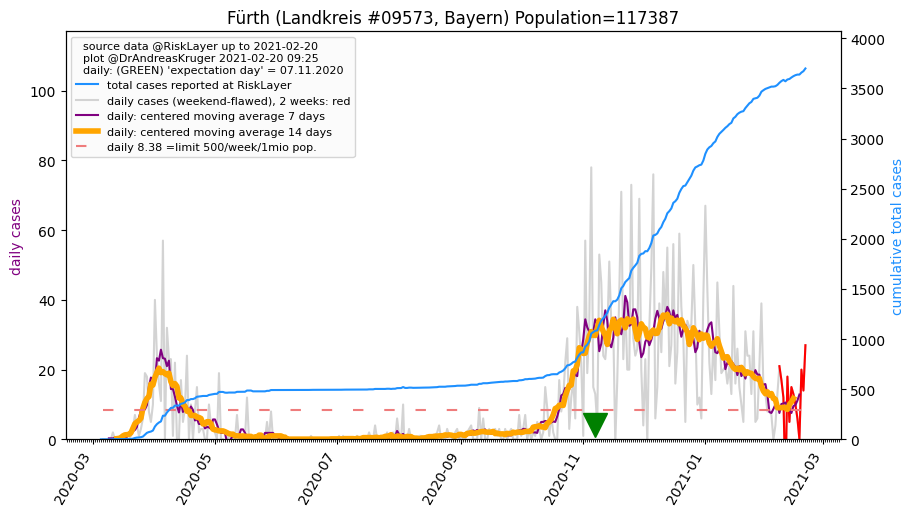 Fürth (Landkreis #09573, Bayern) Population=117387
source data @RiskLayer up to 2021-02-20
plot @DrAndreasKruger 2021-02-20 09:25
daily: (GREEN) 'expectation day' = 07.11.2020
total cases reported at RiskLayer
daily cases (weekend-flawed), 2 weeks: red
daily: centered moving average 7 days
daily: centered moving average 14 days
daily 8.38 =limit 500/week/1mio pop.
daily cases
100
80
60
40
20
0
cumulative total cases
4000
3500
3000
2500
2000
1500
1000
500
0
2020-03
2020-05
2020-07
2020-09
2020-11
2021-01
2021-03